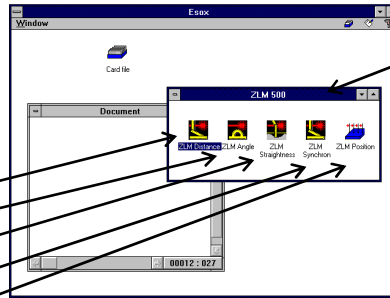 Esox
Window
Card file
ZLM 500
Document
ZLM Distance
ZLM Angle
ZLM
Straightness
ZLM
Synchron
ZLM Position
00012:027